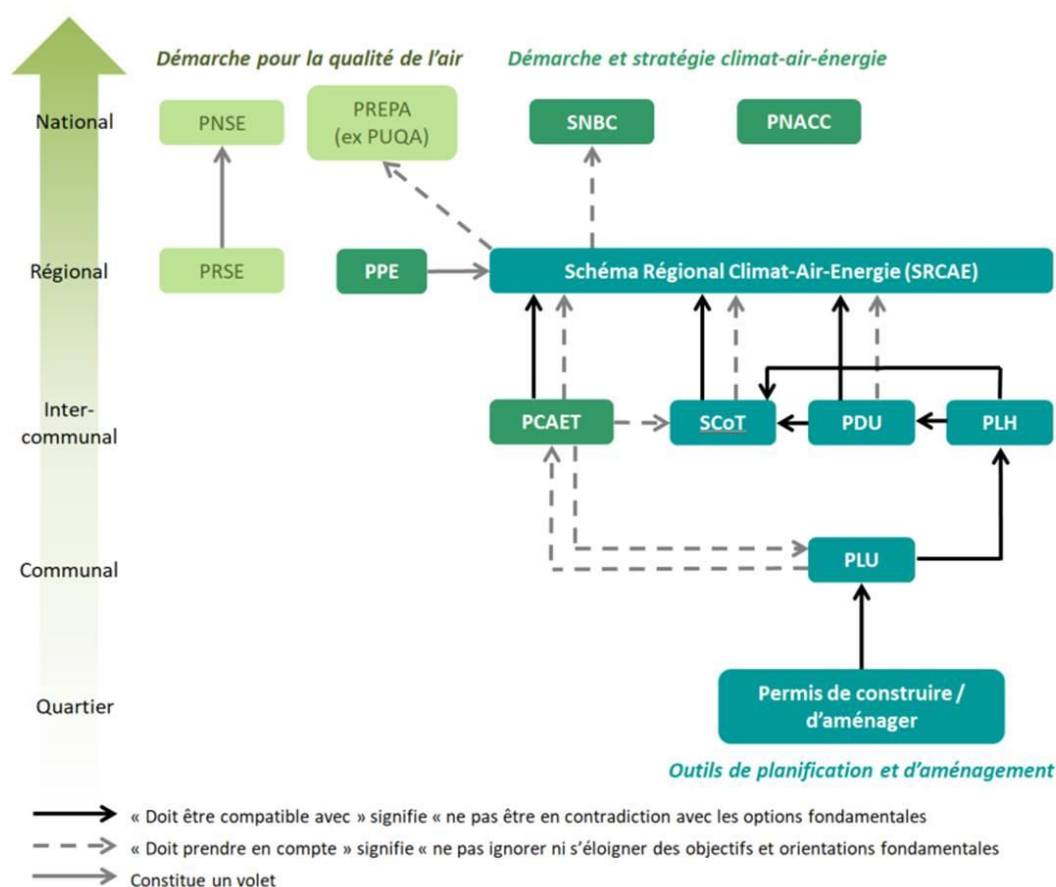 Démarche pour la qualité de l'air
Démarche et stratégie climat-air-énergie
National
PNSE
PREPA
(ex PUQA)
SNBC
PNACC
Régional
PRSE
PPE
Schéma Régional Climat-Air-Energie (SRCAE)
Inter-
communal
PCAET
SCoT
PDU
PLH
Communal
PLU
Quartier
Permis de construire /
d'aménager
Outils de planification et d'aménagement
« Doit être compatible avec » signifie « ne pas être en contradiction avec les options fondamentales
« Doit prendre en compte » signifie « ne pas ignorer ni s'éloigner des objectifs et orientations fondamentales
Constitue un volet